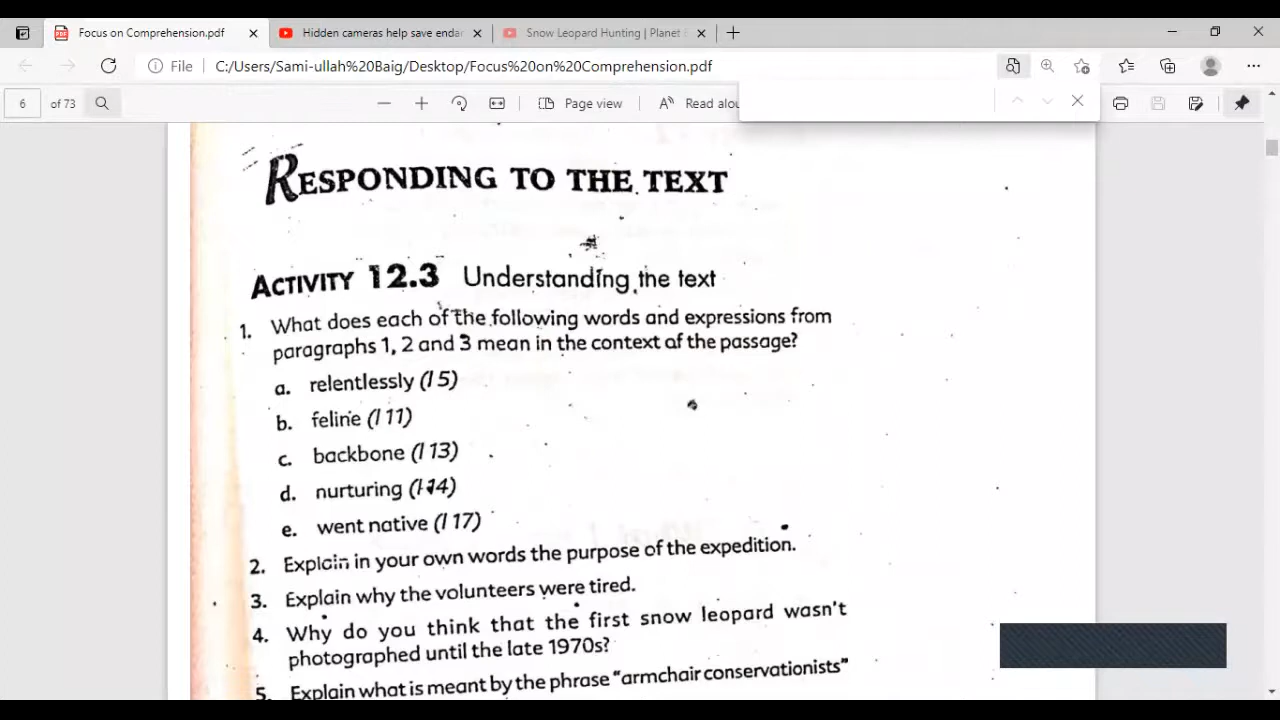 Focus on Comprehension.pdf
Hidden cameras help save enda
Snow Leopard Hunting | Planet E
File
C:/Users/Sami-ullah%20Baig/Desktop/Focus%20on%20Comprehension.pdf
6 of 73
Page view
Read alou
RESPONDING TO THE TEXT
ACTIVITY 12.3 Understanding the text
1. What does each of the following words and expressions from
paragraphs 1, 2 and 3 mean in the context of the passage?
a. relentlessly (l 5)
b. feline (l 11)
c. backbone (l 13)
d. nurturing (l 14)
e. went native (l 17)
2. Explain in your own words the purpose of the expedition.
3. Explain why the volunteers were tired.
4. Why do you think that the first snow leopard wasn't
photographed until the late 1970s?
5. Explain what is meant by the phrase "armchair conservationists"